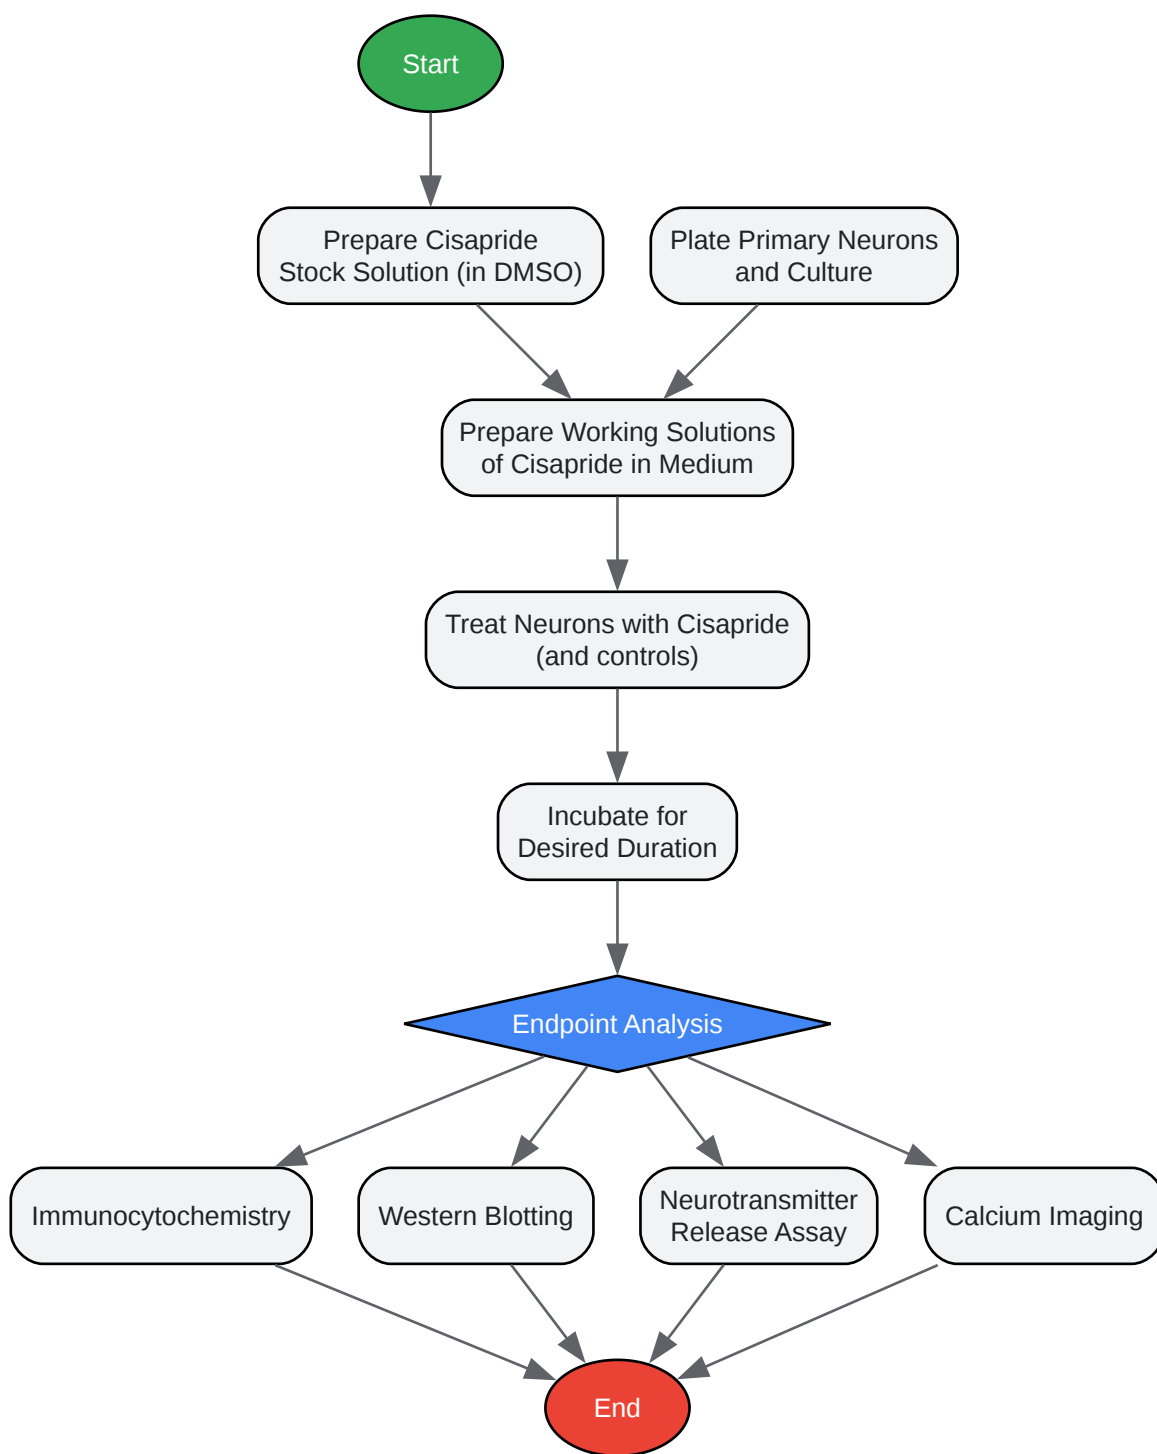 Start
Prepare Cisapride
Stock Solution (in DMSO)
Plate Primary Neurons
and Culture
Prepare Working Solutions
of Cisapride in Medium
Treat Neurons with Cisapride
(and controls)
Incubate for
Desired Duration
Endpoint Analysis
Immunocytochemistry
Western Blotting
Neurotransmitter
Release Assay
Calcium Imaging
End